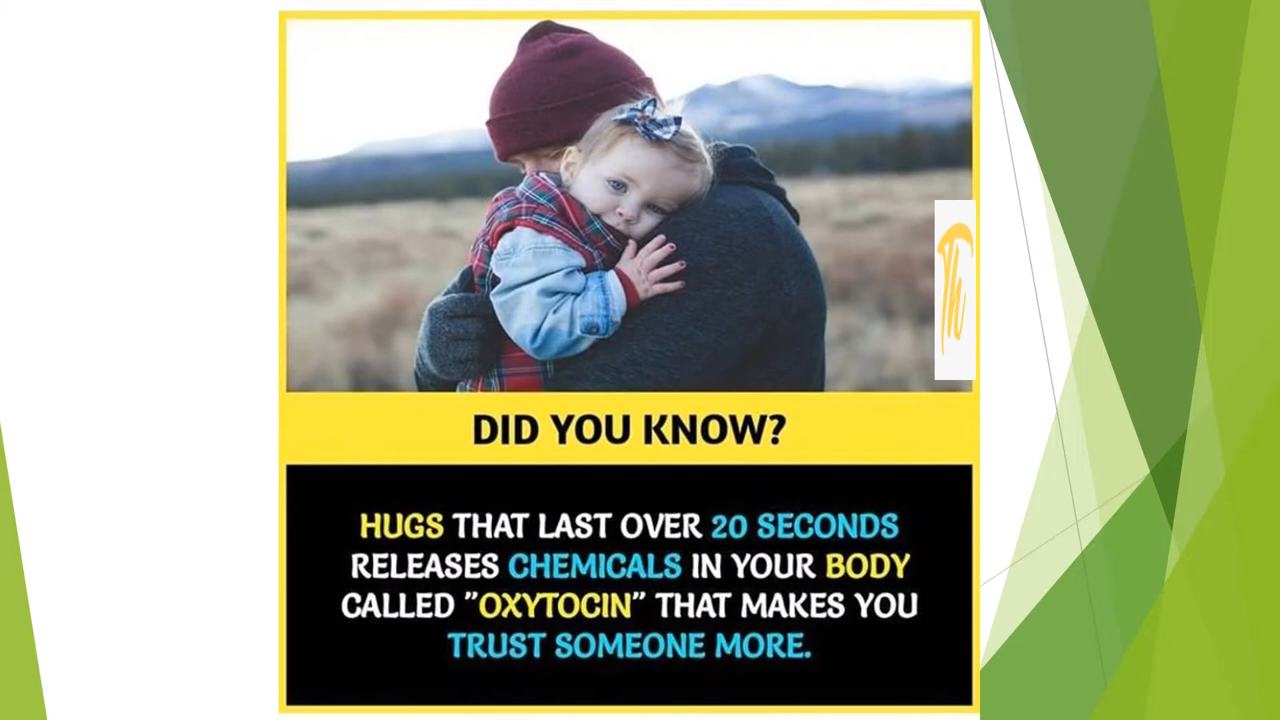 Th
DID YOU KNOW?
HUGS THAT LAST OVER 20 SECONDS
RELEASES CHEMICALS IN YOUR BODY
CALLED "OXYTOCIN" THAT MAKES YOU
TRUST SOMEONE MORE.